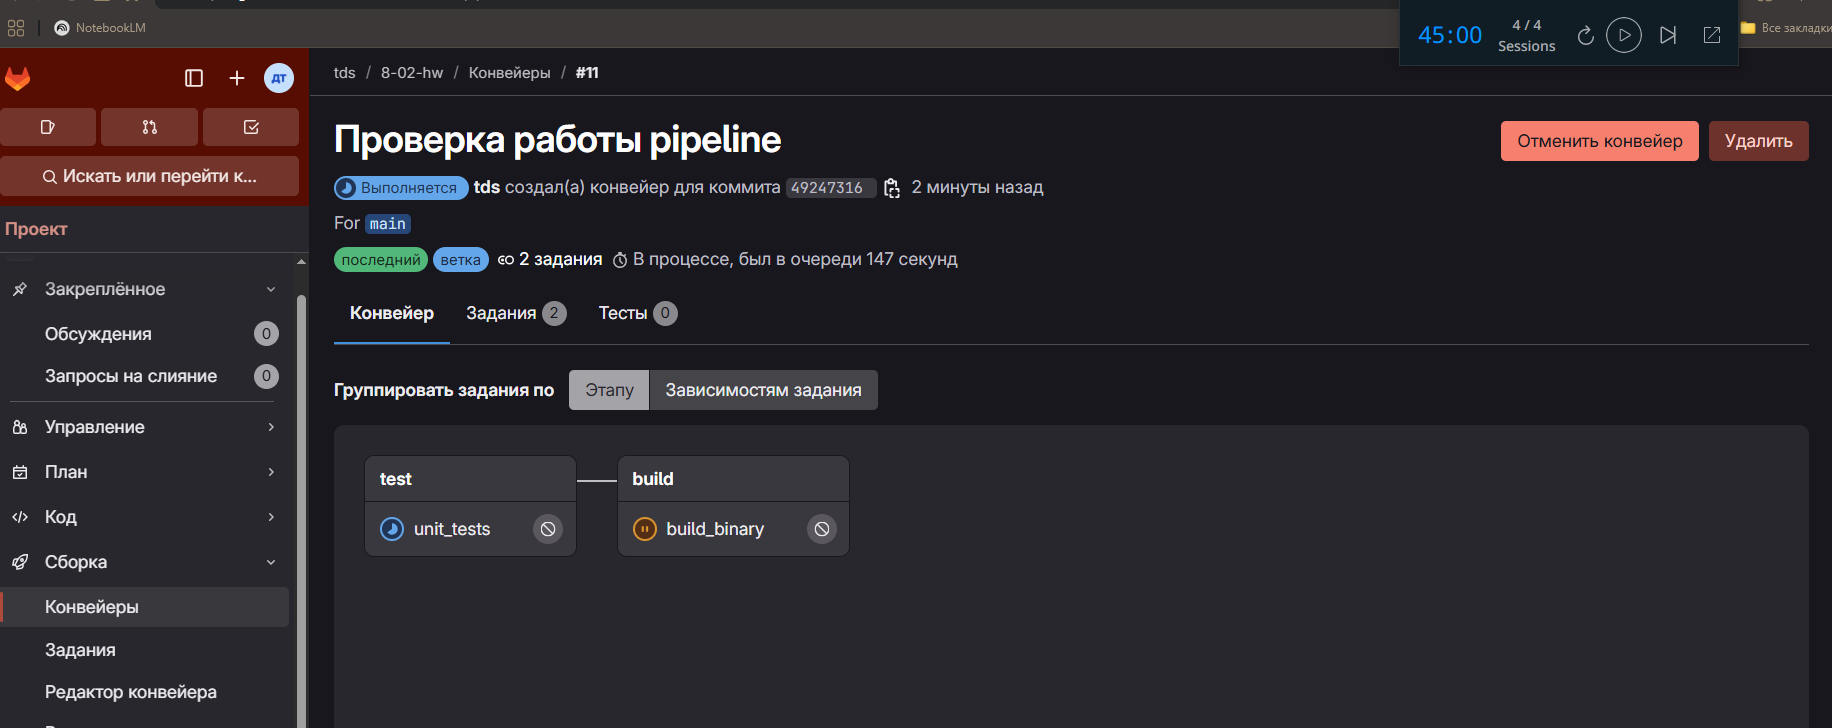 NotebookLM
45:00
4 / 4
Sessions
Все закладки
ДТ
Искать или перейти к...
Проект
Закреплённое
Обсуждения 0
Запросы на слияние 0
Управление
План
Код
Сборка
Конвейеры
Задания
Редактор конвейера
tds / 8-02-hw / Конвейеры / #11
Проверка работы pipeline
Отменить конвейер
Удалить
Выполняется tds создал(а) конвейер для коммита 49247316 2 минуты назад
For main
последний ветка 2 задания В процессе, был в очереди 147 секунд
Конвейер Задания 2 Тесты 0
Группировать задания по Этапу Зависимостям задания
test
unit_tests
build
build_binary